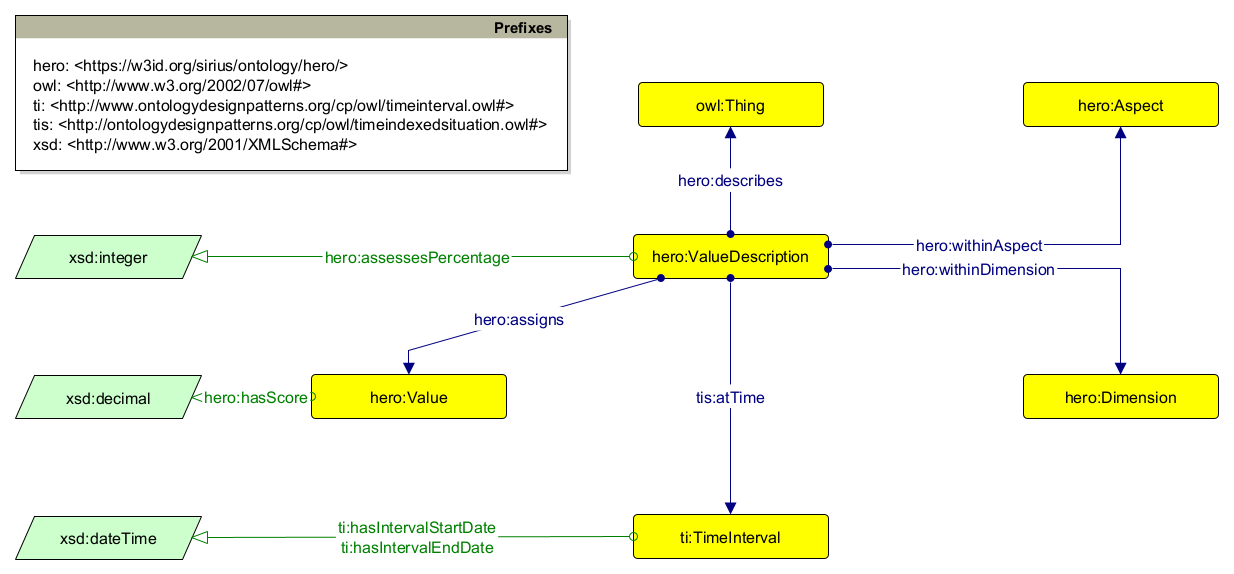 Prefixes
hero: <https://w3id.org/sirius/ontology/hero/>
owl: <http://www.w3.org/2002/07/owl#>
ti: <http://www.ontologydesignpatterns.org/cp/owl/timeinterval.owl#>
tis: <http://ontologydesignpatterns.org/cp/owl/timeindexedsituation.owl#>
xsd: <http://www.w3.org/2001/XMLSchema#>
owl:Thing
hero:Aspect
hero:describes
xsd:integer
hero:assessesPercentage
hero:ValueDescription
hero:withinAspect
hero:withinDimension
hero:assigns
xsd:decimal
hero:hasScore
hero:Value
tis:atTime
hero:Dimension
xsd:dateTime
ti:hasIntervalStartDate
ti:hasIntervalEndDate
ti:TimeInterval